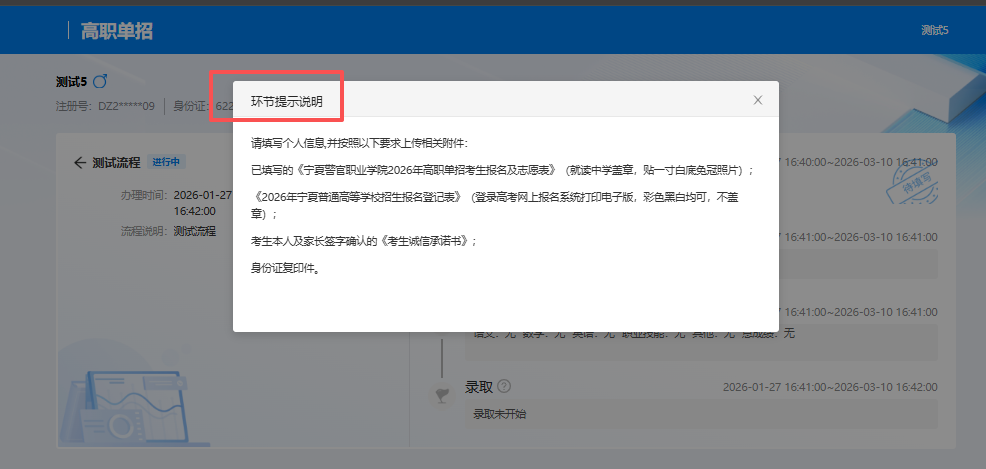 高职单招
测试5
测试5
注册号：DZ2*****09
身份证：622
环节提示说明
请填写个人信息,并按照以下要求上传相关附件：
已填写的《宁夏警官职业学院2026年高职单招考生报名及志愿表》（就读中学盖章，贴一寸白底免冠照片）；
《2026年宁夏普通高等学校招生报名登记表》（登录高考网上报名系统打印电子版，彩色黑白均可，不盖
章）；
考生本人及家长签字确认的《考生诚信承诺书》；
身份证复印件。
测试流程 进行中
办理时间：2026-01-27
16:42:00
流程说明：测试流程
16:40:00~2026-03-10 16:41:00
待填写
16:41:00~2026-03-10 16:41:00
16:41:00~2026-03-10 16:41:00
语文：无 数学：无 英语：无 职业技能：无 其他：无 总成绩：无
录取 ?
2026-01-27 16:41:00~2026-03-10 16:42:00
录取未开始